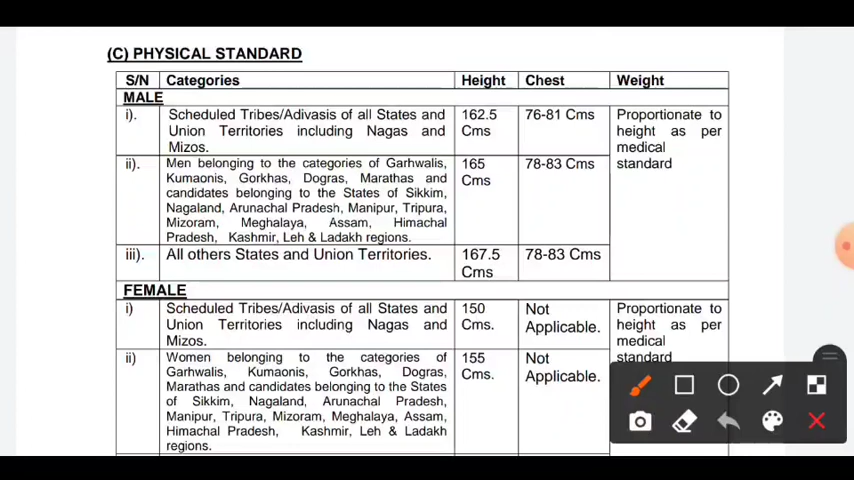 (C) PHYSICAL STANDARD
S/N Categories Height Chest Weight
MALE
i). Scheduled Tribes/Adivasis of all States and 162.5 76-81 Cms Proportionate to
Union Territories including Nagas and Cms height as per
Mizos. medical
ii). Men belonging to the categories of Garhwalis, 165 78-83 Cms standard
Kumaonis, Gorkhas, Dogras, Marathas and Cms
candidates belonging to the States of Sikkim,
Nagaland, Arunachal Pradesh, Manipur, Tripura,
Mizoram, Meghalaya, Assam, Himachal
Pradesh, Kashmir, Leh & Ladakh regions.
iii). All others States and Union Territories. 167.5 78-83 Cms
Cms
FEMALE
i) Scheduled Tribes/Adivasis of all States and 150 Not Proportionate to
Union Territories including Nagas and Cms. Applicable. height as per
Mizos. medical
ii) Women belonging to the categories of 155 Not standard
Garhwalis, Kumaonis, Gorkhas, Dogras, Cms. Applicable.
Marathas and candidates belonging to the States
of Sikkim, Nagaland, Arunachal Pradesh,
Manipur, Tripura, Mizoram, Meghalaya, Assam,
Himachal Pradesh, Kashmir, Leh & Ladakh
regions.